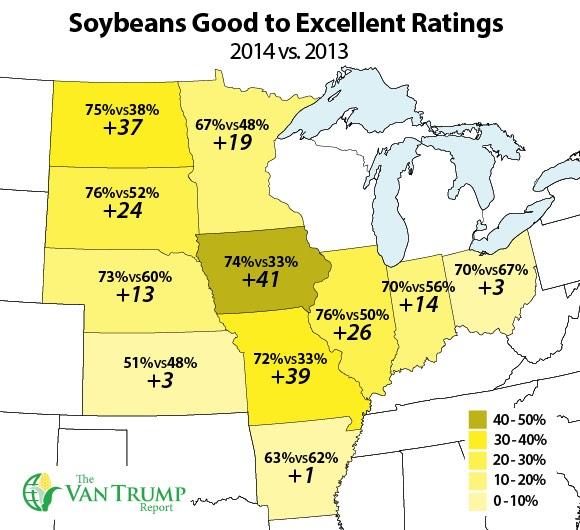 Soybeans Good to Excellent Ratings
2014 vs. 2013
75%vs38%
+37
67%vs48%
+19
76%vs52%
+24
74%vs33%
+41
73%vs60%
+13
70%vs67%
+3
70%vs56%
+14
76%vs50%
+26
51%vs48%
+3
72%vs33%
+39
63%vs62%
+1
40-50%
30-40%
20-30%
10-20%
0-10%
The
VAN TRUMP
Report